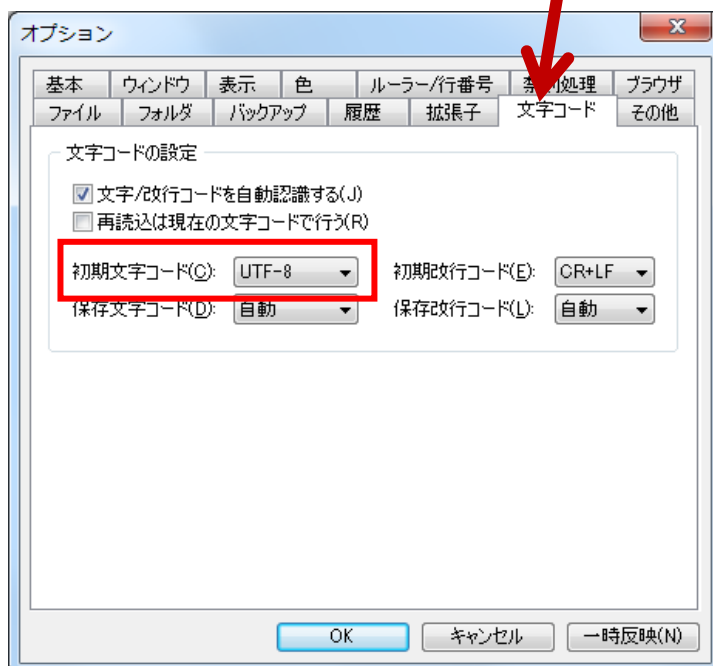 オプション
基本 ウィンドウ 表示 色 ルーラー/行番号 処理 ブラウザ
ファイル フォルダ バックアップ 履歴 拡張子 文字コード その他
文字コードの設定
文字/改行コードを自動認識する(J)
再読込は現在の文字コードで行う(R)
初期文字コード(C): UTF-8 初期改行コード(E): CR+LF
保存文字コード(D): 自動 保存改行コード(L): 自動
OK キャンセル 一時反映(N)